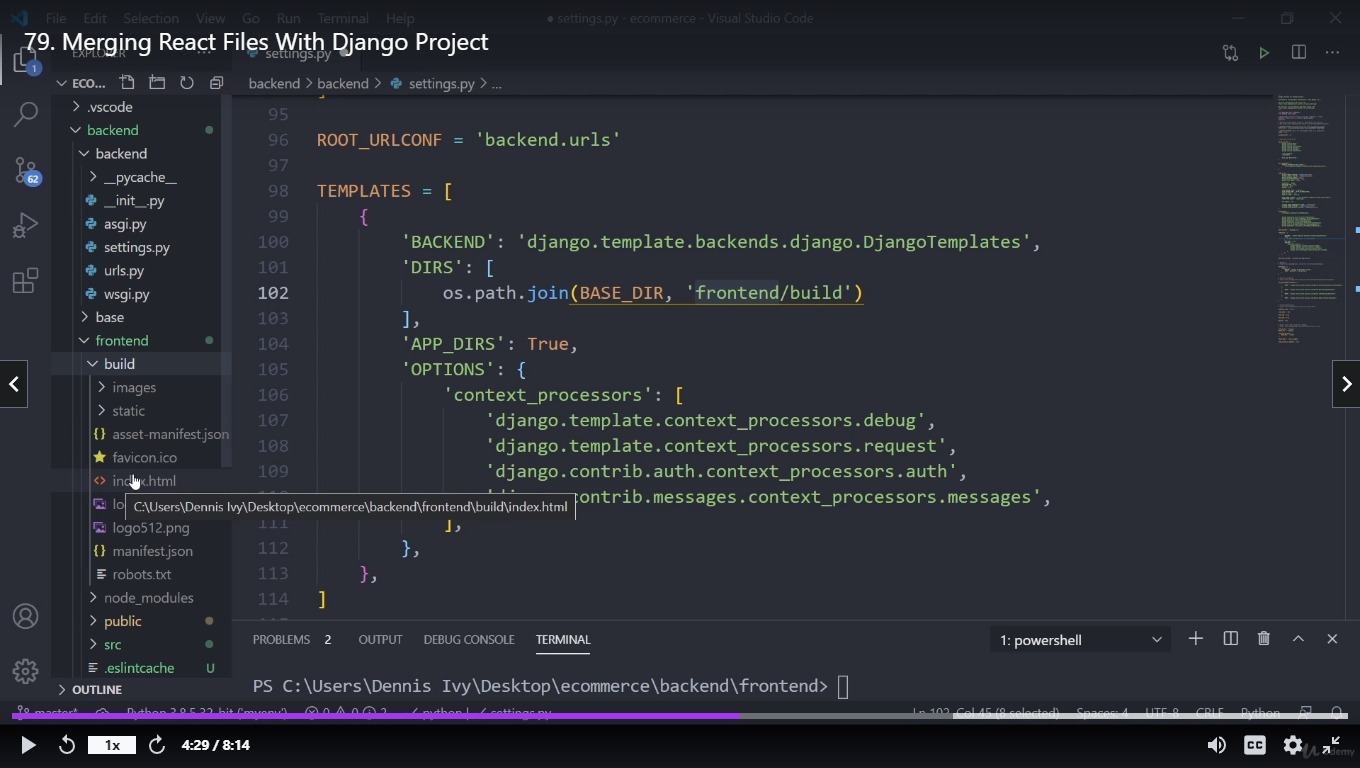 File Edit Selection View Go Run Terminal Help
● settings.py - ecommerce - Visual Studio Code
79. Merging React Files With Django Project
EXPLORER
settings.py
1
ECO...
backend > backend > settings.py > ...
.vscode
backend
backend
__pycache__
__init__.py
asgi.py
settings.py
urls.py
wsgi.py
base
frontend
build
images
static
asset-manifest.json
favicon.ico
index.html
logo512.png
manifest.json
robots.txt
node_modules
public
src
.eslintcache U
OUTLINE
62
95
96 ROOT_URLCONF = 'backend.urls'
97
98 TEMPLATES = [
99 {
100 'BACKEND': 'django.template.backends.django.DjangoTemplates',
101 'DIRS': [
102 os.path.join(BASE_DIR, 'frontend/build')
103 ],
104 'APP_DIRS': True,
105 'OPTIONS': {
106 'context_processors': [
107 'django.template.context_processors.debug',
108 'django.template.context_processors.request',
109 'django.contrib.auth.context_processors.auth',
contrib.messages.context_processors.messages',
C:\Users\Dennis Ivy\Desktop\ecommerce\backend\frontend\build\index.html
111 ],
112 },
113 },
114 ]
PROBLEMS 2 OUTPUT DEBUG CONSOLE TERMINAL
1: powershell
PS C:\Users\Dennis Ivy\Desktop\ecommerce\backend\frontend>
master* Python 3.8.5 32-bit ('myenv') 0 0 2 python | settings.py
Ln 102, Col 45 (8 selected) Spaces: 4 UTF-8 CRLF Python
1x 4:29 / 8:14
CC
Udemy